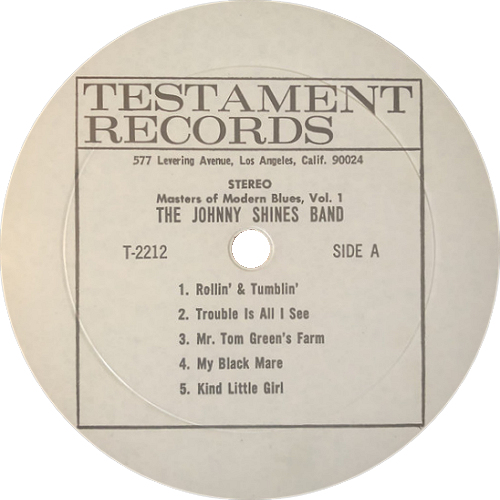 TESTAMENT
RECORDS
577 Levering Avenue, Los Angeles, Calif. 90024
STEREO
Masters of Modern Blues, Vol. 1
THE JOHNNY SHINES BAND
T-2212 SIDE A
1. Rollin' & Tumblin'
2. Trouble Is All I See
3. Mr. Tom Green's Farm
4. My Black Mare
5. Kind Little Girl